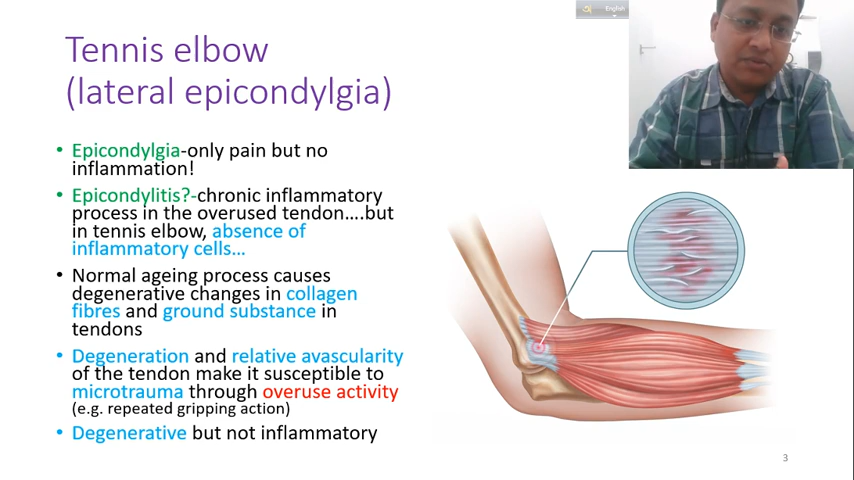 অ English
Tennis elbow
(lateral epicondylgia)
• Epicondylgia-only pain but no
inflammation!
• Epicondylitis?-chronic inflammatory
process in the overused tendon....but
in tennis elbow, absence of
inflammatory cells...
• Normal ageing process causes
degenerative changes in collagen
fibres and ground substance in
tendons
• Degeneration and relative avascularity
of the tendon make it susceptible to
microtrauma through overuse activity
(e.g. repeated gripping action)
• Degenerative but not inflammatory
3